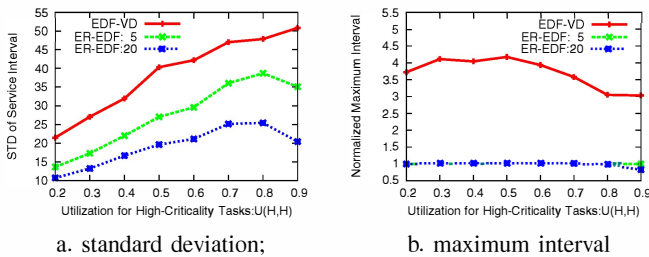 STD of Service Interval
55
50
45
40
35
30
25
20
15
10
EDF-VD
ER-EDF: 5
ER-EDF:20
0.2 0.3 0.4 0.5 0.6 0.7 0.8 0.9
Utilization for High-Criticality Tasks:U(H,H)
a. standard deviation;
Normalized Maximum Interval
5.5
5
4.5
4
3.5
3
2.5
2
1.5
1
0.5
EDF-VD
ER-EDF: 5
ER-EDF:20
0.2 0.3 0.4 0.5 0.6 0.7 0.8 0.9
Utilization for High-Criticality Tasks:U(H,H)
b. maximum interval